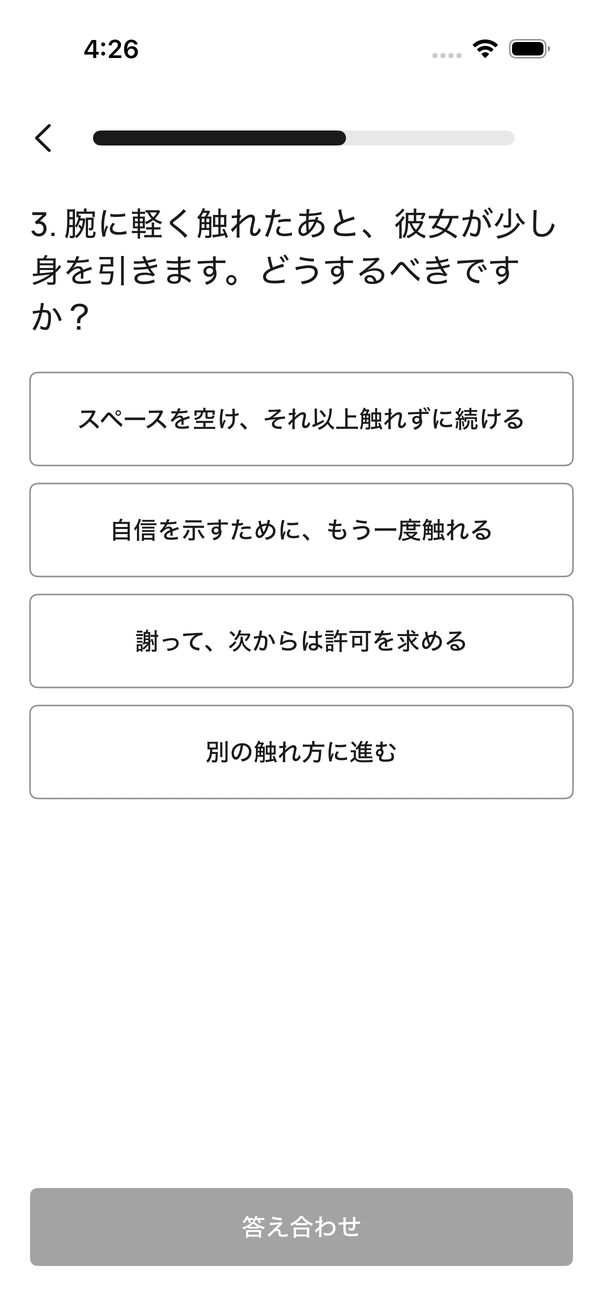 4:26
3. 腕に軽く触れたあと、彼女が少し
身を引きます。どうするべきです
か？
スペースを空け、それ以上触れずに続ける
自信を示すために、もう一度触れる
謝って、次からは許可を求める
別の触れ方に進む
答え合わせ